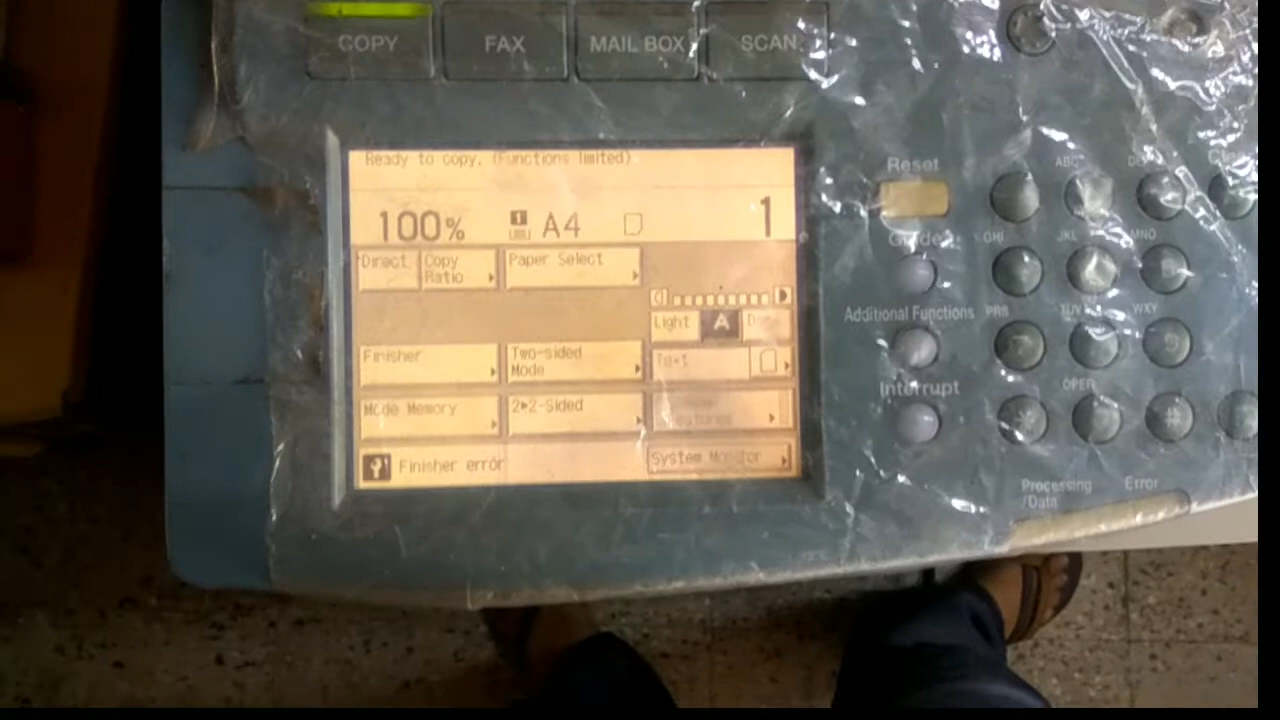 COPY FAX MAIL BOX SCAN
Ready to copy. (Functions limited)
100% 1 A4 1
Direct Copy Ratio Paper Select
Light A
Finisher Two-sided Mode Text
Mode Memory 2▶2-Sided
Finisher error System Monitor
Reset
ABC
Guide
GHI JKL MNO
Additional Functions
PRS TUV WXY
Interrupt
OPER
Processing
/Data
Error